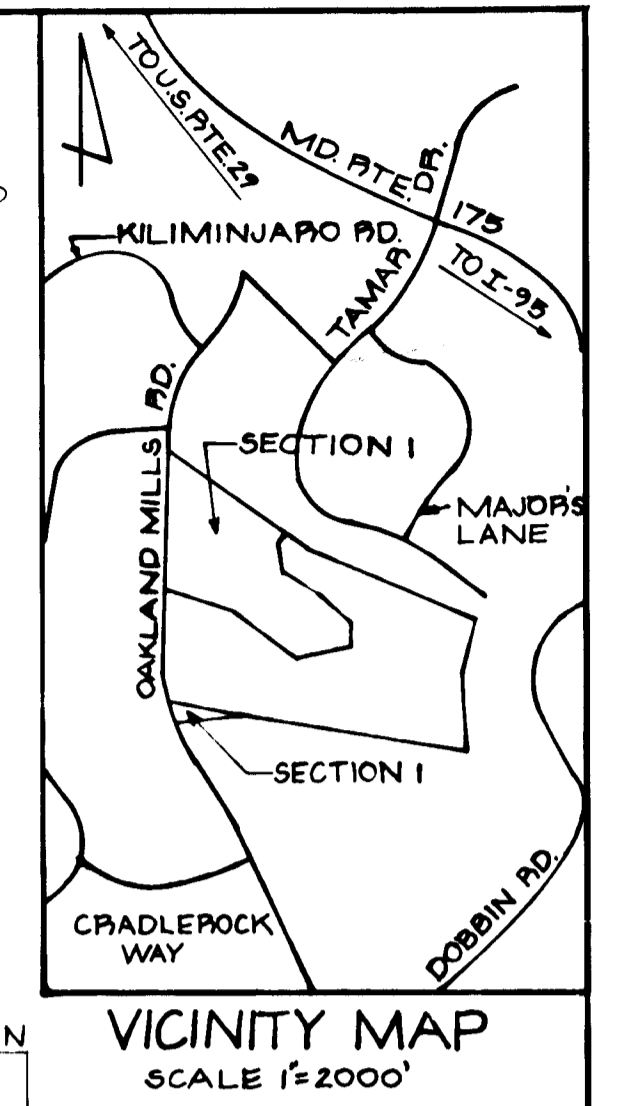 TO U.S. RTE. 29
MD. RTE. 175
TAMAR DR.
TO I-95
KILIMINJARO RD.
OAKLAND MILLS RD.
SECTION 1
MAJOR'S
LANE
SECTION 1
DOBBIN RD.
CRADLEROCK
WAY
N
VICINITY MAP
SCALE 1"=2000'